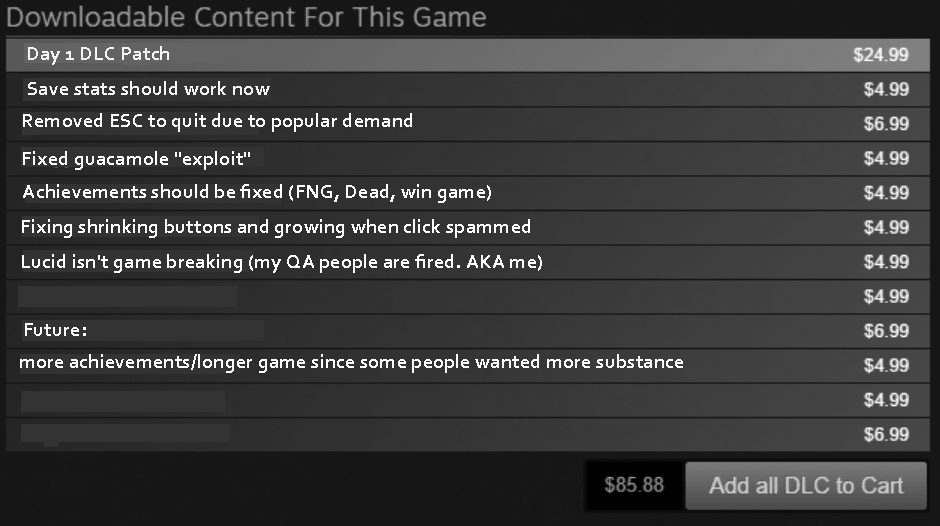 Downloadable Content For This Game
Day 1 DLC Patch $24.99
Save stats should work now $4.99
Removed ESC to quit due to popular demand $6.99
Fixed guacamole "exploit" $4.99
Achievements should be fixed (FNG, Dead, win game) $4.99
Fixing shrinking buttons and growing when click spammed $4.99
Lucid isn't game breaking (my QA people are fired. AKA me) $4.99
$4.99
Future: $6.99
more achievements/longer game since some people wanted more substance $4.99
$4.99
$6.99
$85.88 Add all DLC to Cart